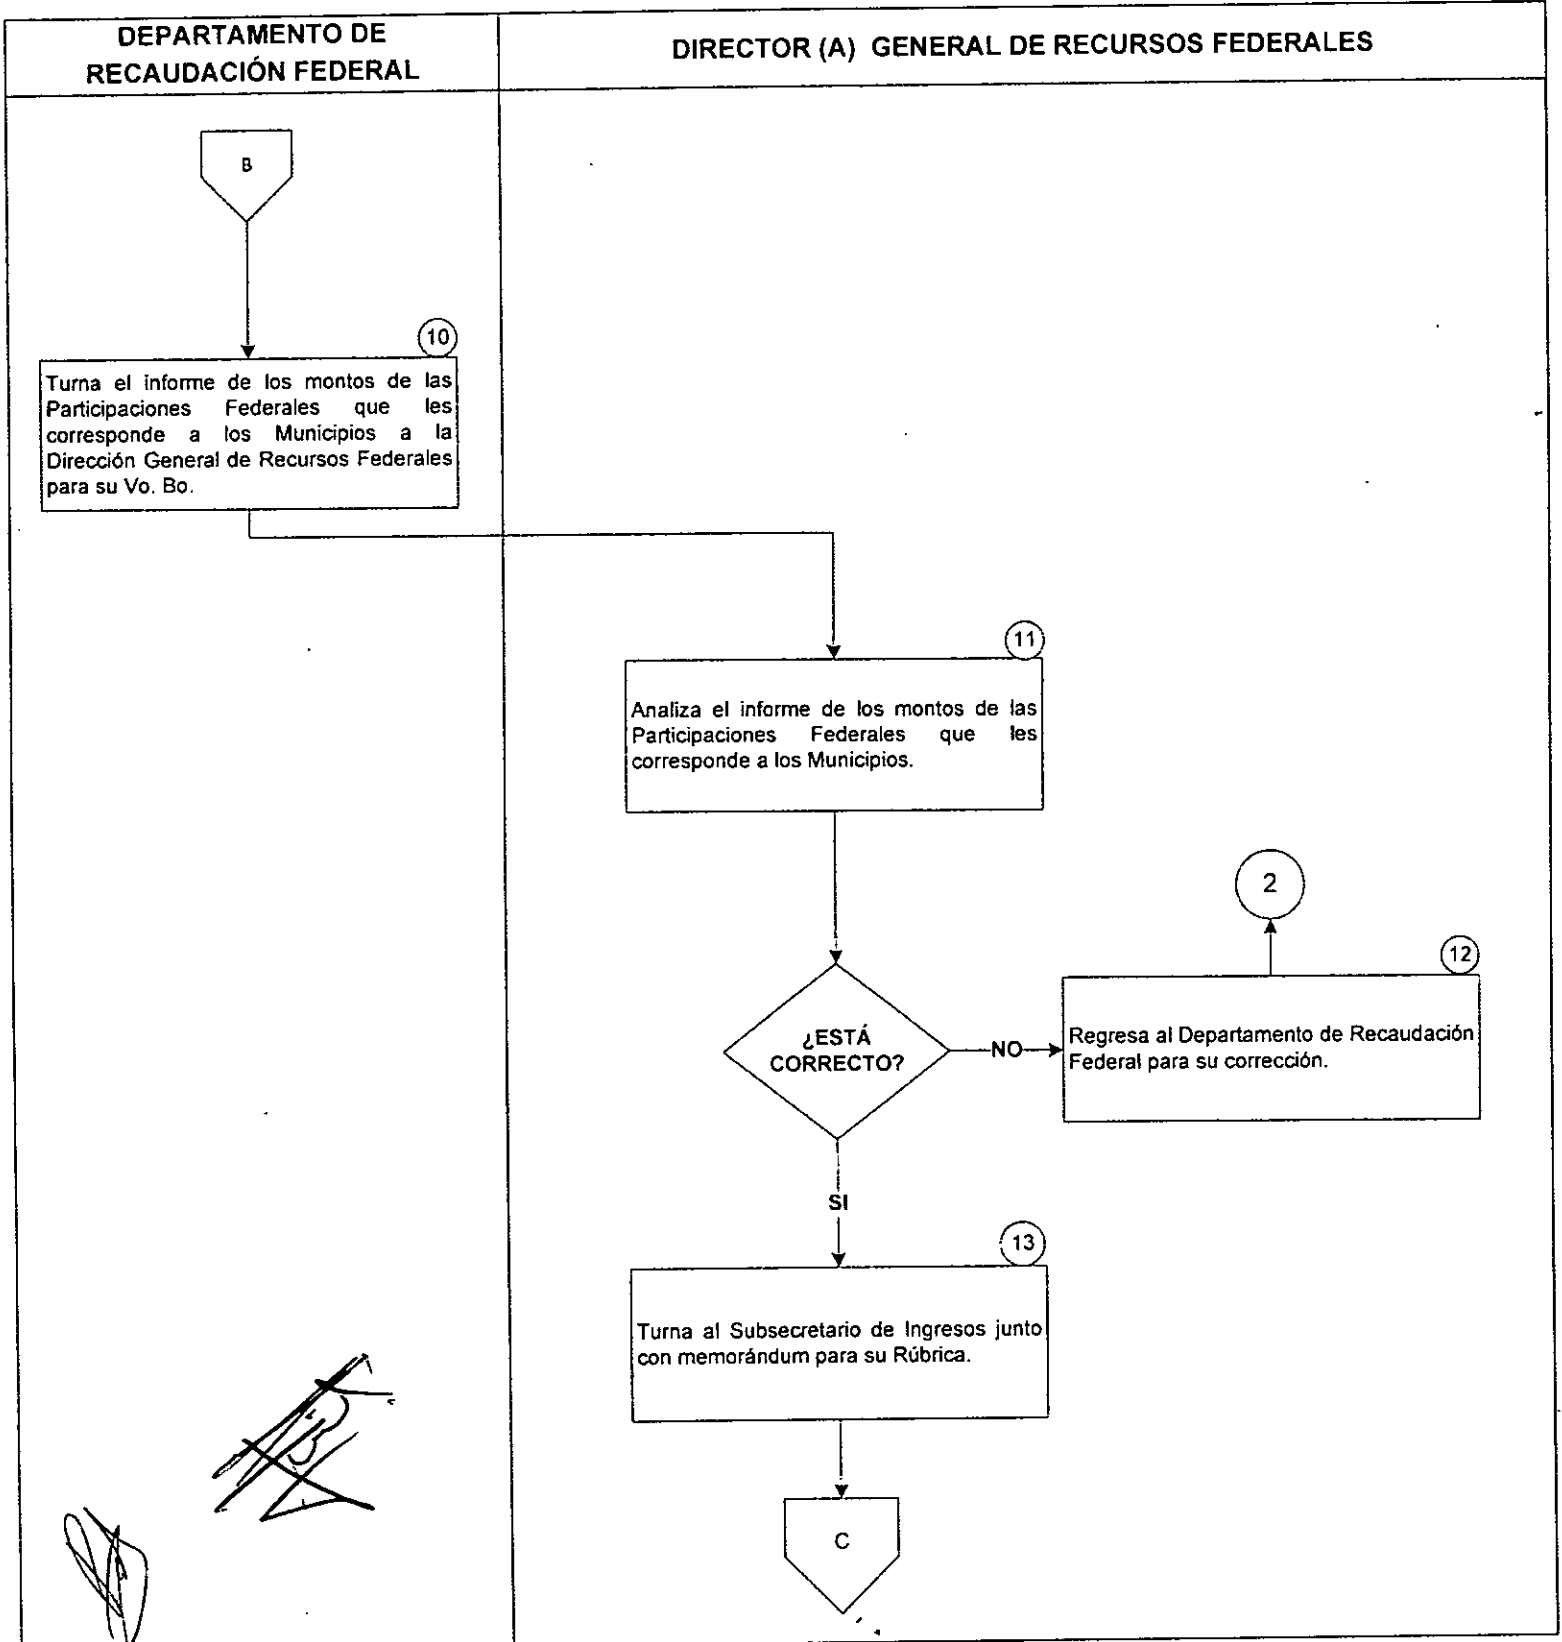 DEPARTAMENTO DE
RECAUDACIÓN FEDERAL
DIRECTOR (A) GENERAL DE RECURSOS FEDERALES
B
10
Turna el informe de los montos de las
Participaciones Federales que les
corresponde a los Municipios a la
Dirección General de Recursos Federales
para su Vo. Bo.
11
Analiza el informe de los montos de las
Participaciones Federales que les
corresponde a los Municipios.
2
12
¿ESTÁ
CORRECTO?
NO
Regresa al Departamento de Recaudación
Federal para su corrección.
SI
13
Turna al Subsecretario de Ingresos junto
con memorándum para su Rúbrica.
C